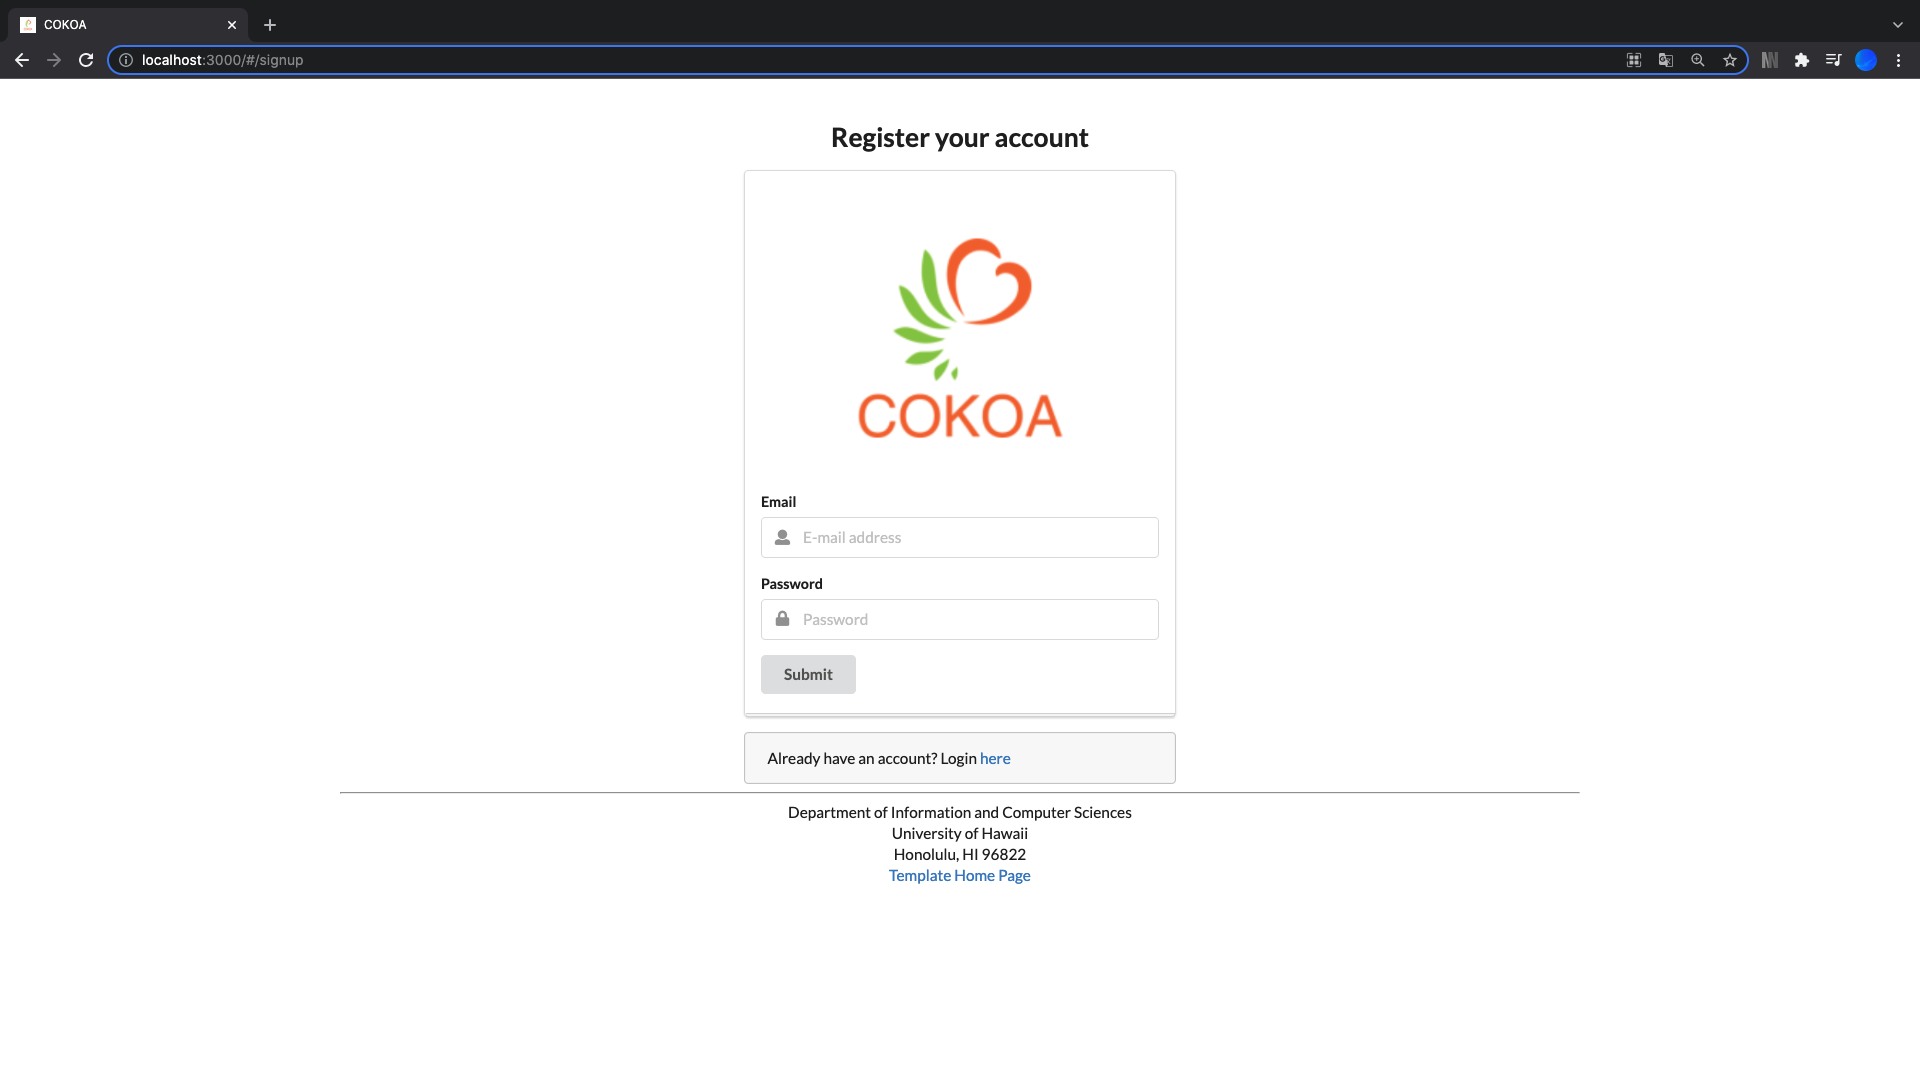 COKOA
localhost:3000/#/signup
Register your account
COKOA
Email
E-mail address
Password
Password
Submit
Already have an account? Login here
Department of Information and Computer Sciences
University of Hawaii
Honolulu, HI 96822
Template Home Page